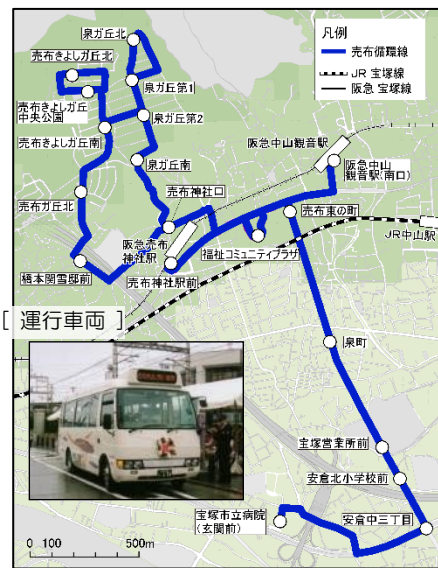 凡例
売布循環線
JR 宝塚線
阪急 宝塚線
泉ガ丘北
売布きよしガ丘北
泉ガ丘第1
売布きよしガ丘
中央公園
泉ガ丘第2
売布きよしガ丘南
泉ガ丘南
阪急中山観音駅
阪急中山
観音駅(南口)
売布神社口
売布ガ丘北
売布東の町
阪急売布
神社駅
福祉コミュニティプラザ
JR中山駅
橋本関雪邸前
売布神社駅前
[ 運行車両 ]
泉町
宝塚営業所前
安倉北小学校前
宝塚市立病院
(玄関前)
安倉中三丁目
0 100 500m